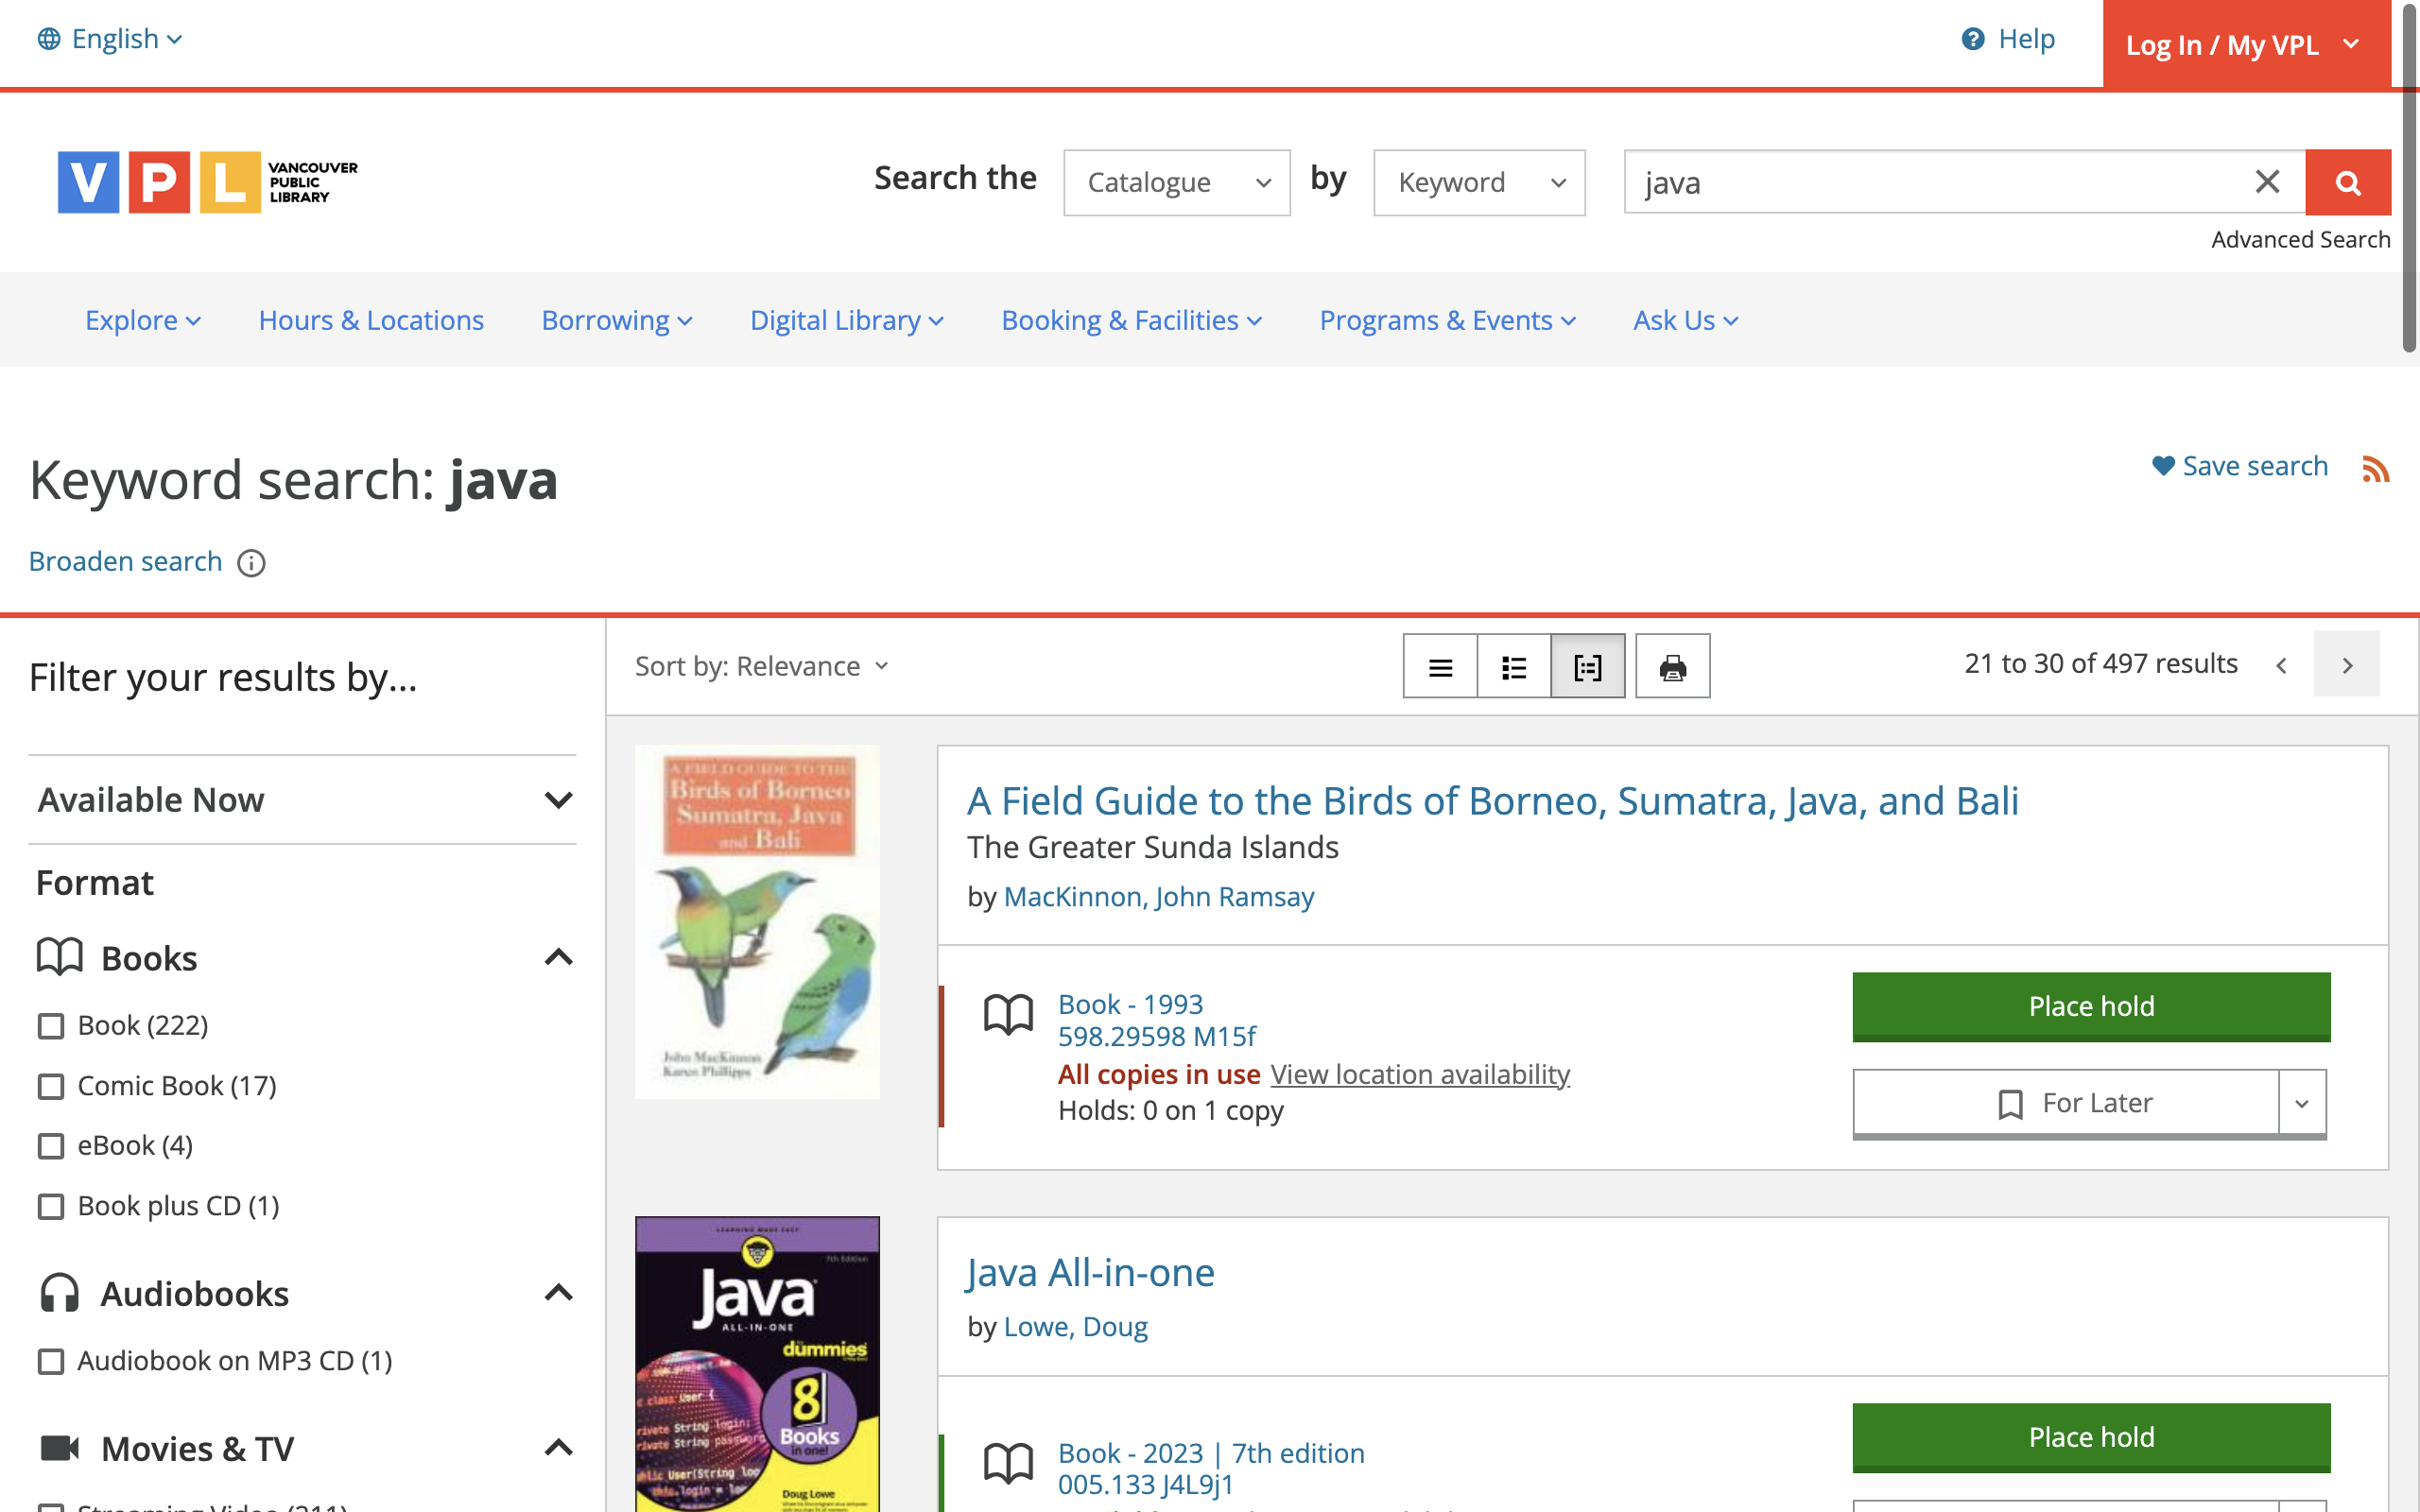 English
Help
Log In / My VPL
V P L VANCOUVER
PUBLIC
LIBRARY
Search the
Catalogue
by
Keyword
java
Advanced Search
Explore
Hours & Locations
Borrowing
Digital Library
Booking & Facilities
Programs & Events
Ask Us
Keyword search: java
Save search
Broaden search
Filter your results by...
Sort by: Relevance
21 to 30 of 497 results
Available Now
Format
Books
Book (222)
Comic Book (17)
eBook (4)
Book plus CD (1)
Audiobooks
Audiobook on MP3 CD (1)
Movies & TV
Streaming Video (211)
A FIELD GUIDE TO THE
Birds of Borneo
Sumatra, Java
and Bali
John MacKinnon
Karen Phillipps
A Field Guide to the Birds of Borneo, Sumatra, Java, and Bali
The Greater Sunda Islands
by MacKinnon, John Ramsay
Book - 1993
598.29598 M15f
All copies in use View location availability
Holds: 0 on 1 copy
Place hold
For Later
LEARNING MADE EASY
7th Edition
Java
ALL-IN-ONE
dummies
8
Books
in one!
Doug Lowe
Java All-in-one
by Lowe, Doug
Book - 2023 | 7th edition
005.133 J4L9j1
Place hold